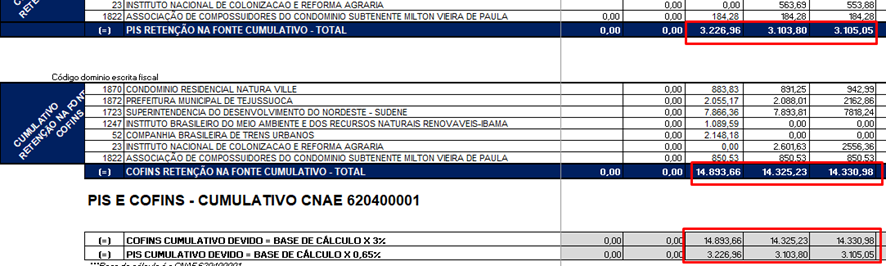 23 INSTITUTO NACIONAL DE COLONIZACAO E REFORMA AGRARIA 0,00 0,00 563,69 553,88
1822 ASSOCIAÇÃO DE COMPOSSUIDORES DO CONDOMINIO SUBTENENTE MILTON VIEIRA DE PAULA 0,00 0,00 184,28 184,28 184,28
(=) PIS RETENÇÃO NA FONTE CUMULATIVO - TOTAL 0,00 0,00 3.226,96 3.103,80 3.105,05
Código dominio escrita fiscal
CUMULATIVO
RETENÇÃO NA FONTE
COFINS
1870 CONDOMINIO RESIDENCIAL NATURA VILLE 0,00 883,83 891,25 942,99
1872 PREFEITURA MUNICIPAL DE TEJUSSUOCA 0,00 2.055,17 2.088,01 2162,86
1723 SUPERINTENDENCIA DO DESENVOLVIMENTO DO NORDESTE - SUDENE 0,00 7.866,36 7.893,81 7818,24
1247 INSTITUTO BRASILEIRO DO MEIO AMBIENTE E DOS RECURSOS NATURAIS RENOVAVEIS-IBAMA 0,00 1.089,59 0,00 0,00
52 COMPANHIA BRASILEIRA DE TRENS URBANOS 0,00 2.148,18 0,00 0,00
23 INSTITUTO NACIONAL DE COLONIZACAO E REFORMA AGRARIA 0,00 0,00 2.601,63 2556,36
1822 ASSOCIAÇÃO DE COMPOSSUIDORES DO CONDOMINIO SUBTENENTE MILTON VIEIRA DE PAULA 0,00 850,53 850,53 850,53
(=) COFINS RETENÇÃO NA FONTE CUMULATIVO - TOTAL 0,00 0,00 14.893,66 14.325,23 14.330,98
PIS E COFINS - CUMULATIVO CNAE 620400001
(=) COFINS CUMULATIVO DEVIDO = BASE DE CÁLCULO X 3% 0,00 0,00 14.893,66 14.325,23 14.330,98
(=) PIS CUMULATIVO DEVIDO = BASE DE CÁLCULO X 0,65% 0,00 0,00 3.226,96 3.103,80 3.105,05